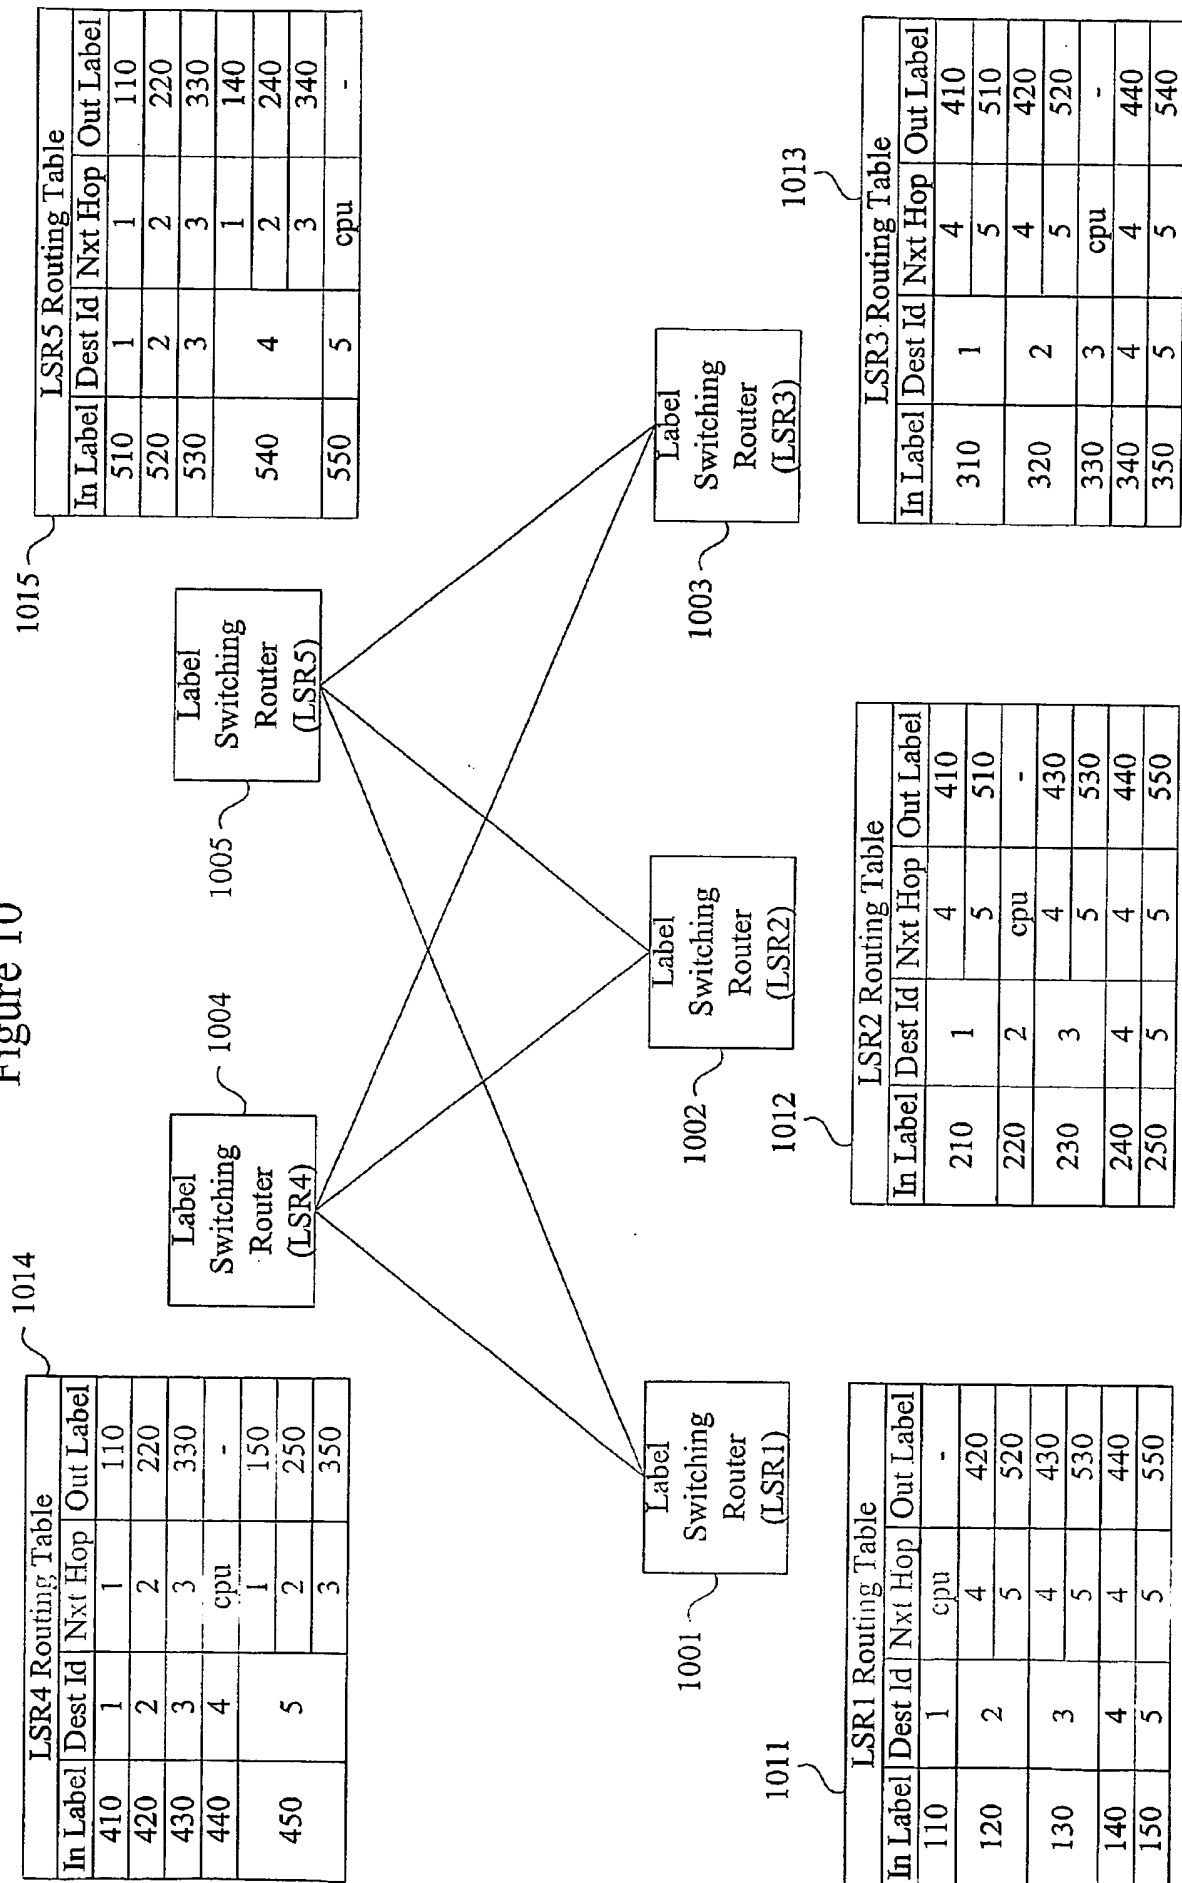 Figure 10
1014
LSR4 Routing Table
In Label Dest Id Nxt Hop Out Label
410 1 1 110
420 2 2 220
430 3 3 330
440 4 cpu -
450 5 1 150
2 250
3 350
1015
LSR5 Routing Table
In Label Dest Id Nxt Hop Out Label
510 1 1 110
520 2 2 220
530 3 3 330
540 4 1 140
2 240
3 340
550 5 cpu -
Label
Switching
Router
(LSR4)
1004
Label
Switching
Router
(LSR5)
1005
Label
Switching
Router
(LSR1)
1001
Label
Switching
Router
(LSR2)
1002
Label
Switching
Router
(LSR3)
1003
1011
LSR1 Routing Table
In Label Dest Id Nxt Hop Out Label
110 1 cpu -
120 2 4 420
5 520
130 3 4 430
5 530
140 4 4 440
150 5 5 550
1012
LSR2 Routing Table
In Label Dest Id Nxt Hop Out Label
210 1 4 410
5 510
220 2 cpu -
230 3 4 430
5 530
240 4 4 440
250 5 5 550
1013
LSR3 Routing Table
In Label Dest Id Nxt Hop Out Label
310 1 4 410
5 510
320 2 4 420
5 520
330 3 cpu -
340 4 4 440
350 5 5 540